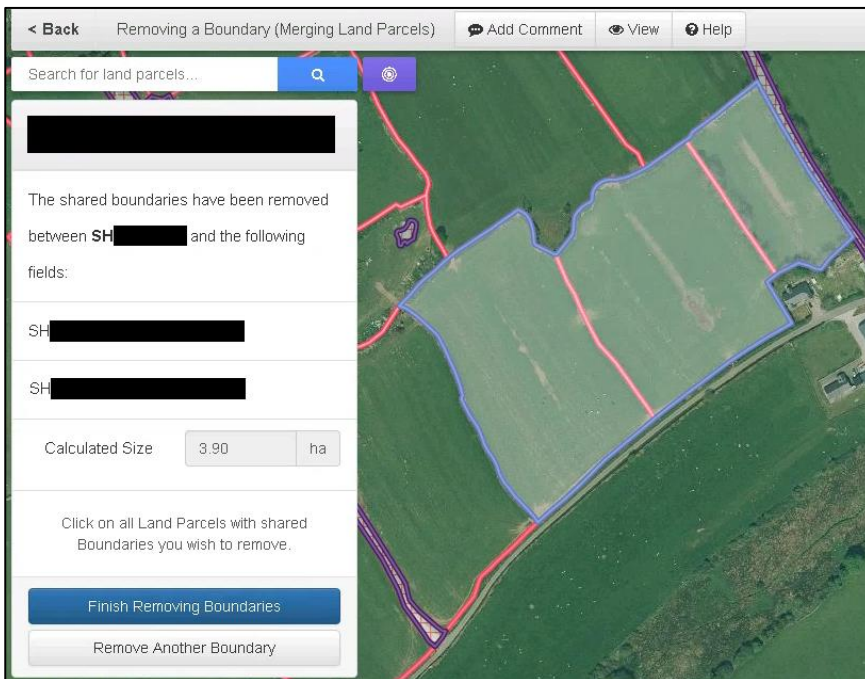 < Back Removing a Boundary (Merging Land Parcels) Add Comment View Help
Search for land parcels...
The shared boundaries have been removed
between SH and the following
fields:
SH
SH
Calculated Size 3.90 ha
Click on all Land Parcels with shared
Boundaries you wish to remove.
Finish Removing Boundaries
Remove Another Boundary